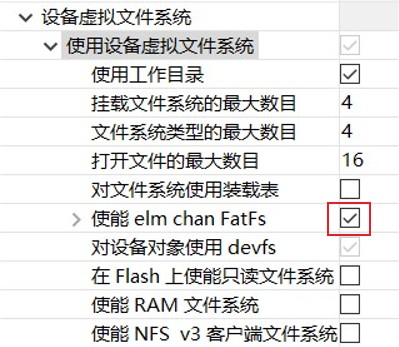 设备虚拟文件系统
使用设备虚拟文件系统
使用工作目录
挂载文件系统的最大数目 4
文件系统类型的最大数目 4
打开文件的最大数目 16
对文件系统使用装载表
使能 elm chan FatFs
对设备对象使用 devfs
在 Flash 上使能只读文件系统
使能 RAM 文件系统
使能 NFS v3 客户端文件系统